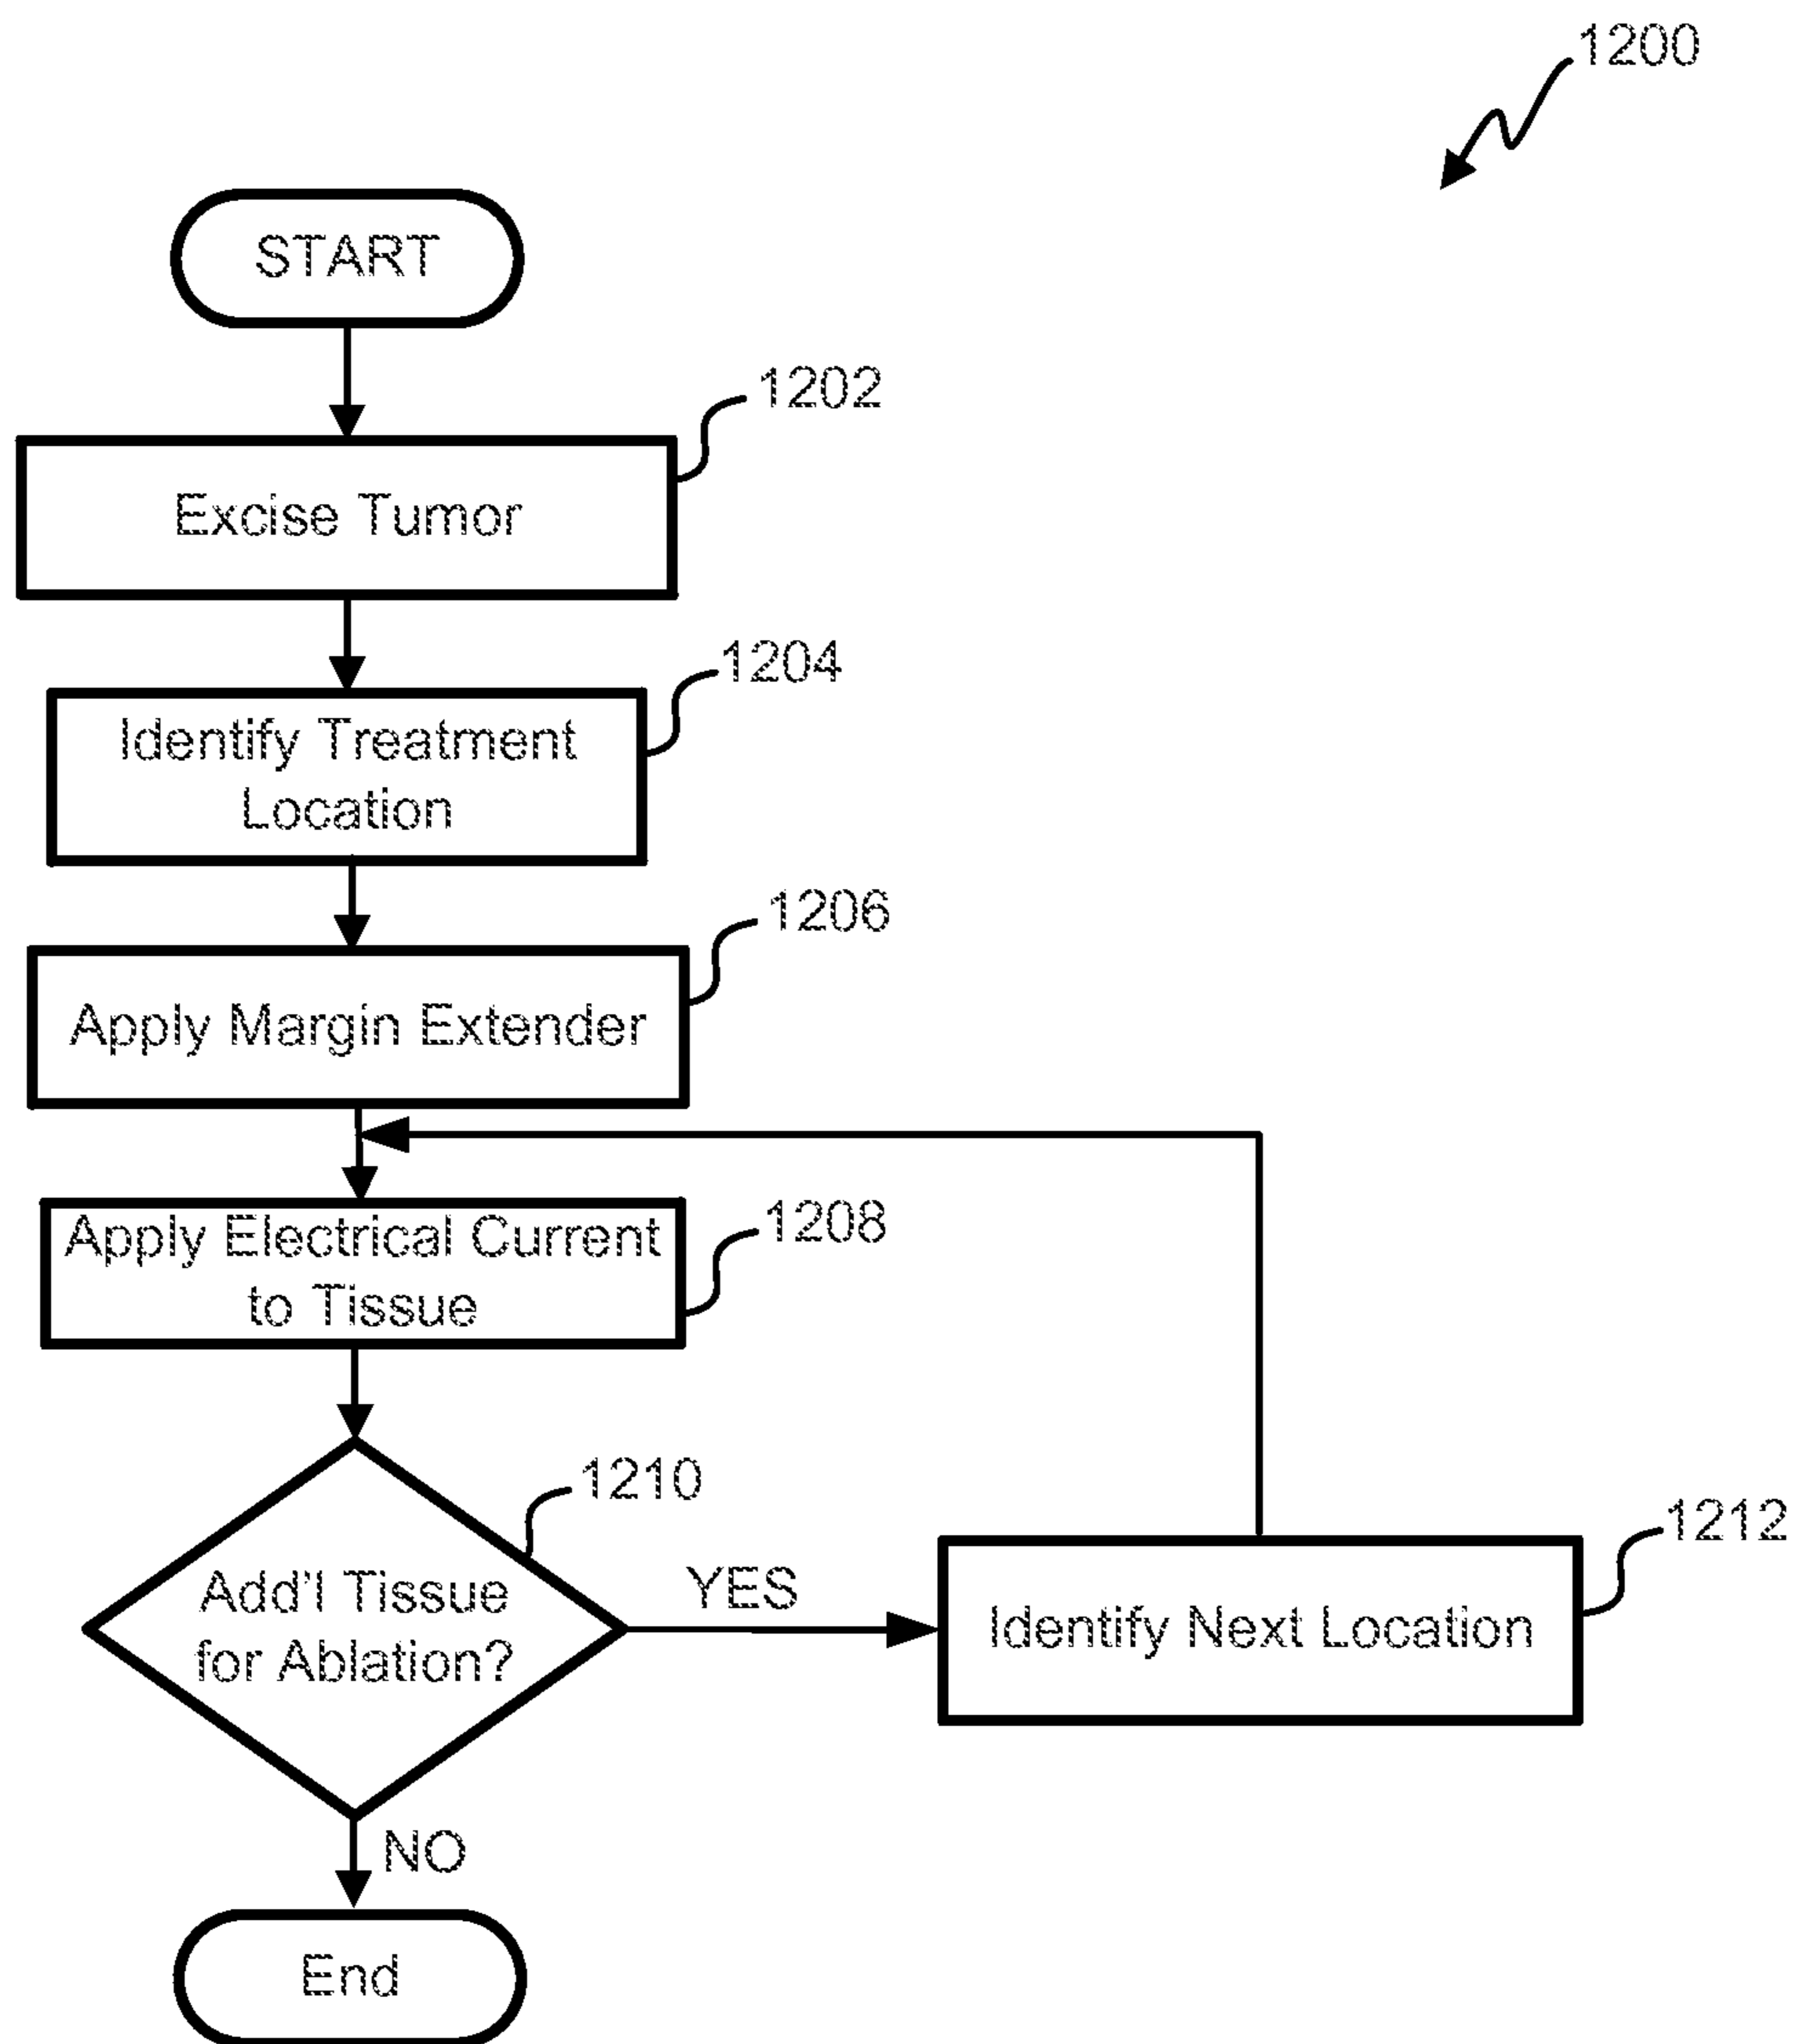 1200
START
1202
Excise Tumor
1204
Identify Treatment
Location
1206
Apply Margin Extender
1208
Apply Electrical Current
to Tissue
1210
Add'l Tissue
for Ablation?
YES
1212
Identify Next Location
NO
End